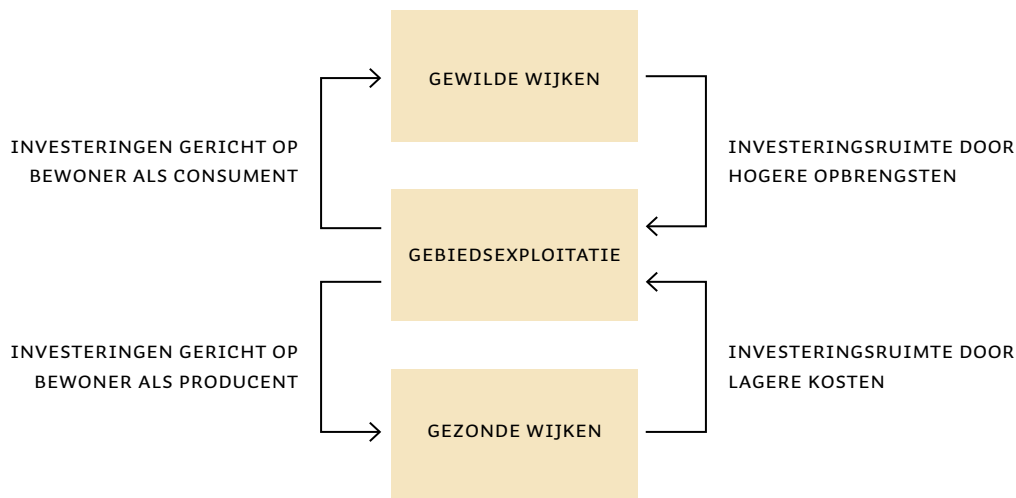 GEWILDE WIJKEN
INVESTERINGEN GERICHT OP
BEWONER ALS CONSUMENT
INVESTERINGSRUIMTE DOOR
HOGERE OPBRENGSTEN
GEBIEDSEXPLOITATIE
INVESTERINGEN GERICHT OP
BEWONER ALS PRODUCENT
INVESTERINGSRUIMTE DOOR
LAGERE KOSTEN
GEZONDE WIJKEN